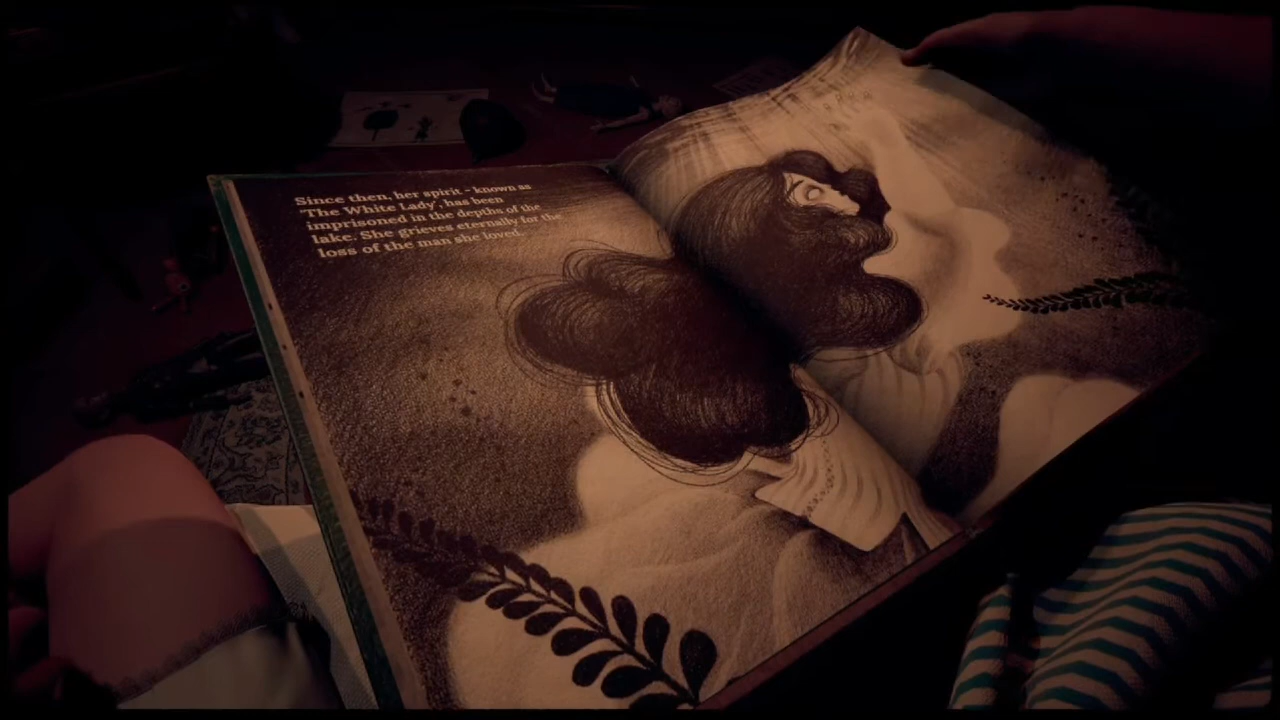 Since then, her spirit - known as
'The White Lady', has been
imprisoned in the depths of the
lake. She grieves eternally for the
loss of the man she loved.